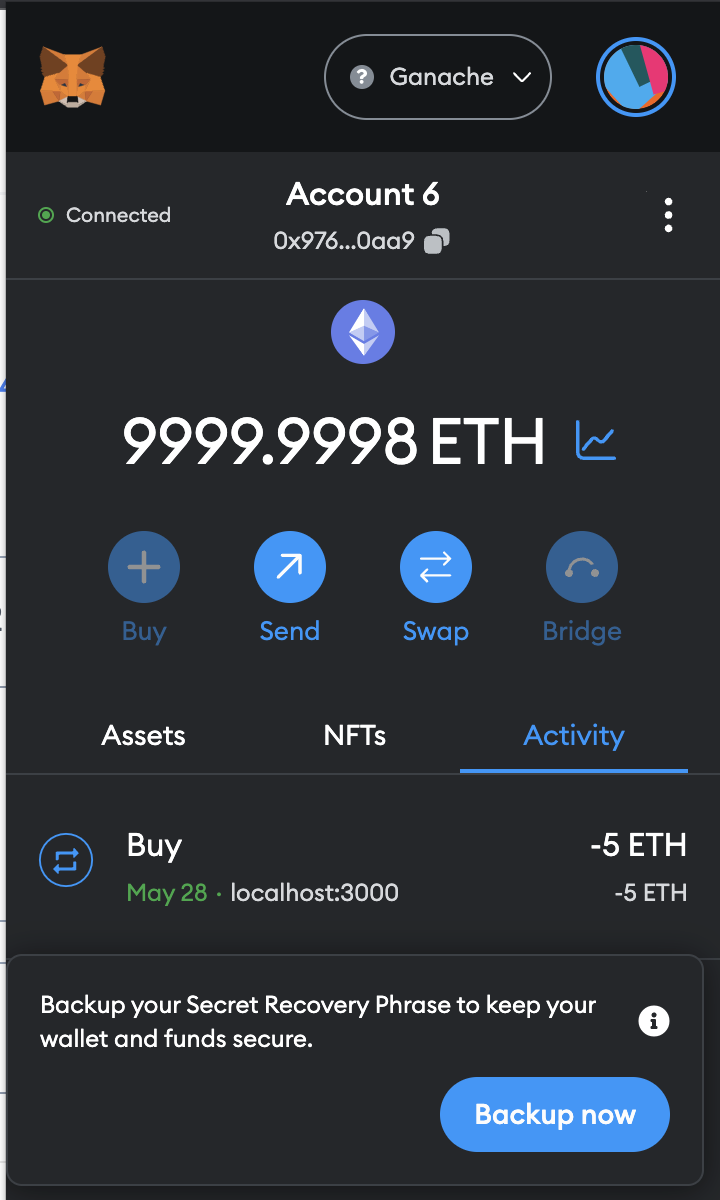 Ganache
Account 6
Connected
0x976...0aa9
9999.9998 ETH
Buy Send Swap Bridge
Assets NFTs Activity
Buy -5 ETH
May 28 · localhost:3000 -5 ETH
Backup your Secret Recovery Phrase to keep your
wallet and funds secure.
Backup now